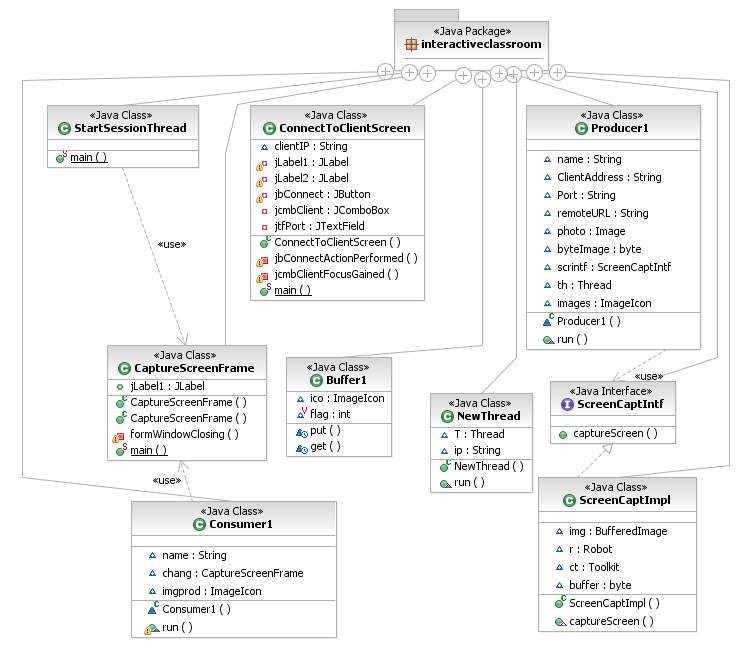 «Java Package»
interactiveclassroom
«Java Class»
StartSessionThread
main ( )
«Java Class»
ConnectToClientScreen
clientIP : String
jLabel1 : JLabel
jLabel2 : JLabel
jbConnect : JButton
jcmbClient : JComboBox
jtfPort : JTextField
ConnectToClientScreen ( )
jbConnectActionPerformed ( )
jcmbClientFocusGained ( )
main ( )
«Java Class»
Producer1
name : String
ClientAddress : String
Port : String
remoteURL : String
photo : Image
byteImage : byte
scrintf : ScreenCaptIntf
th : Thread
images : ImageIcon
Producer1 ( )
run ( )
«use»
«Java Class»
CaptureScreenFrame
jLabel1 : JLabel
CaptureScreenFrame ( )
CaptureScreenFrame ( )
formWindowClosing ( )
main ( )
«Java Class»
Buffer1
ico : ImageIcon
flag : int
put ( )
get ( )
«Java Class»
NewThread
T : Thread
ip : String
NewThread ( )
run ( )
«use»
«Java Interface»
ScreenCaptIntf
captureScreen ( )
«use»
«Java Class»
Consumer1
name : String
chang : CaptureScreenFrame
imgprod : ImageIcon
Consumer1 ( )
run ( )
«Java Class»
ScreenCaptImpl
img : BufferedImage
r : Robot
ct : Toolkit
buffer : byte
ScreenCaptImpl ( )
captureScreen ( )